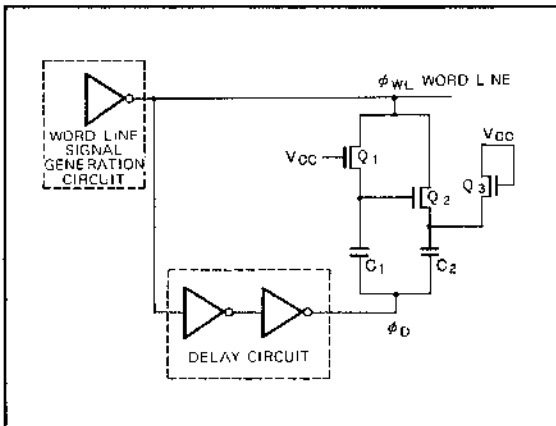 ϕWL WORD LINE
WORD LINE
SIGNAL
GENERATION
CIRCUIT
VCC
Q1
VCC
Q2
Q3
C1
C2
ϕD
DELAY CIRCUIT